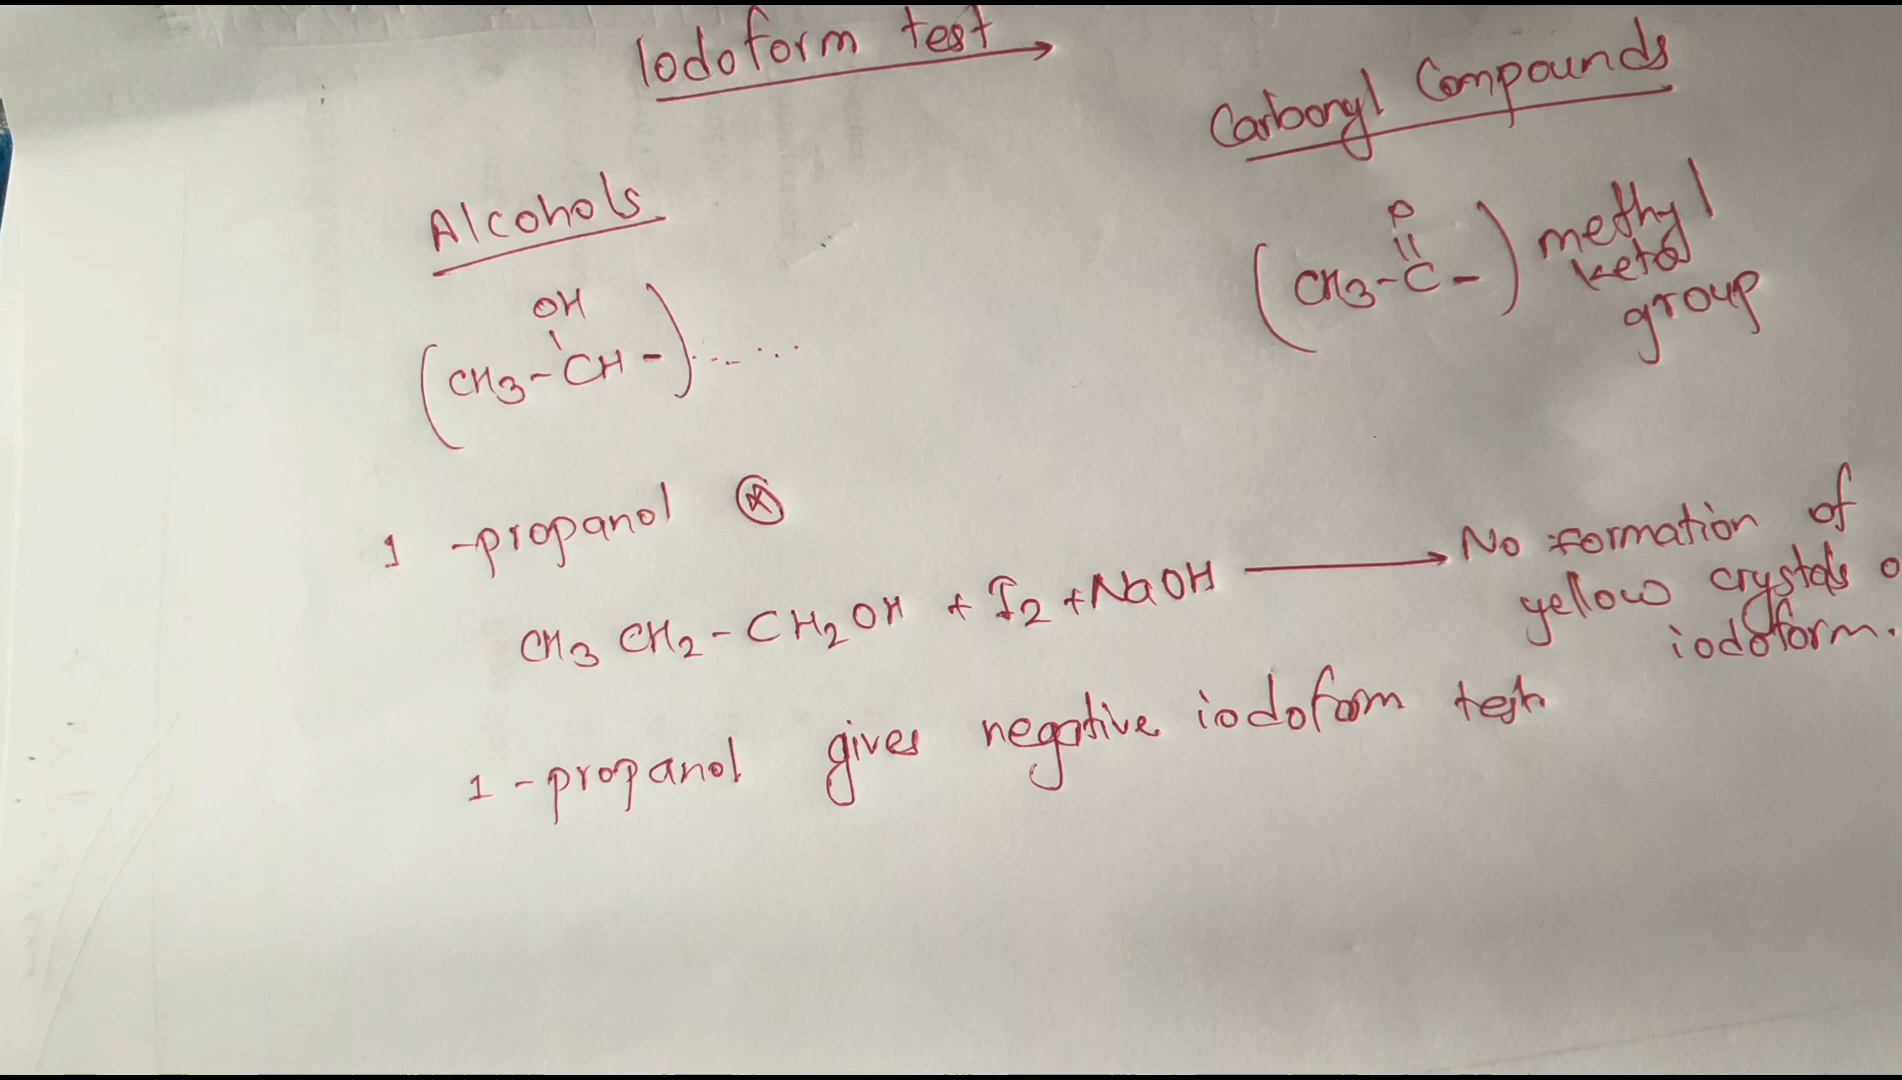 Iodoform test
Carbonyl Compounds
Alcohols
OH
(CH3-CH-).......
O
(CH3-C-) methyl
keto
group
1 -propanol
CH3 CH2-CH2OH + I2 +NaOH → No formation of
yellow crystals o
iodoform.
1-propanol gives negative iodoform test